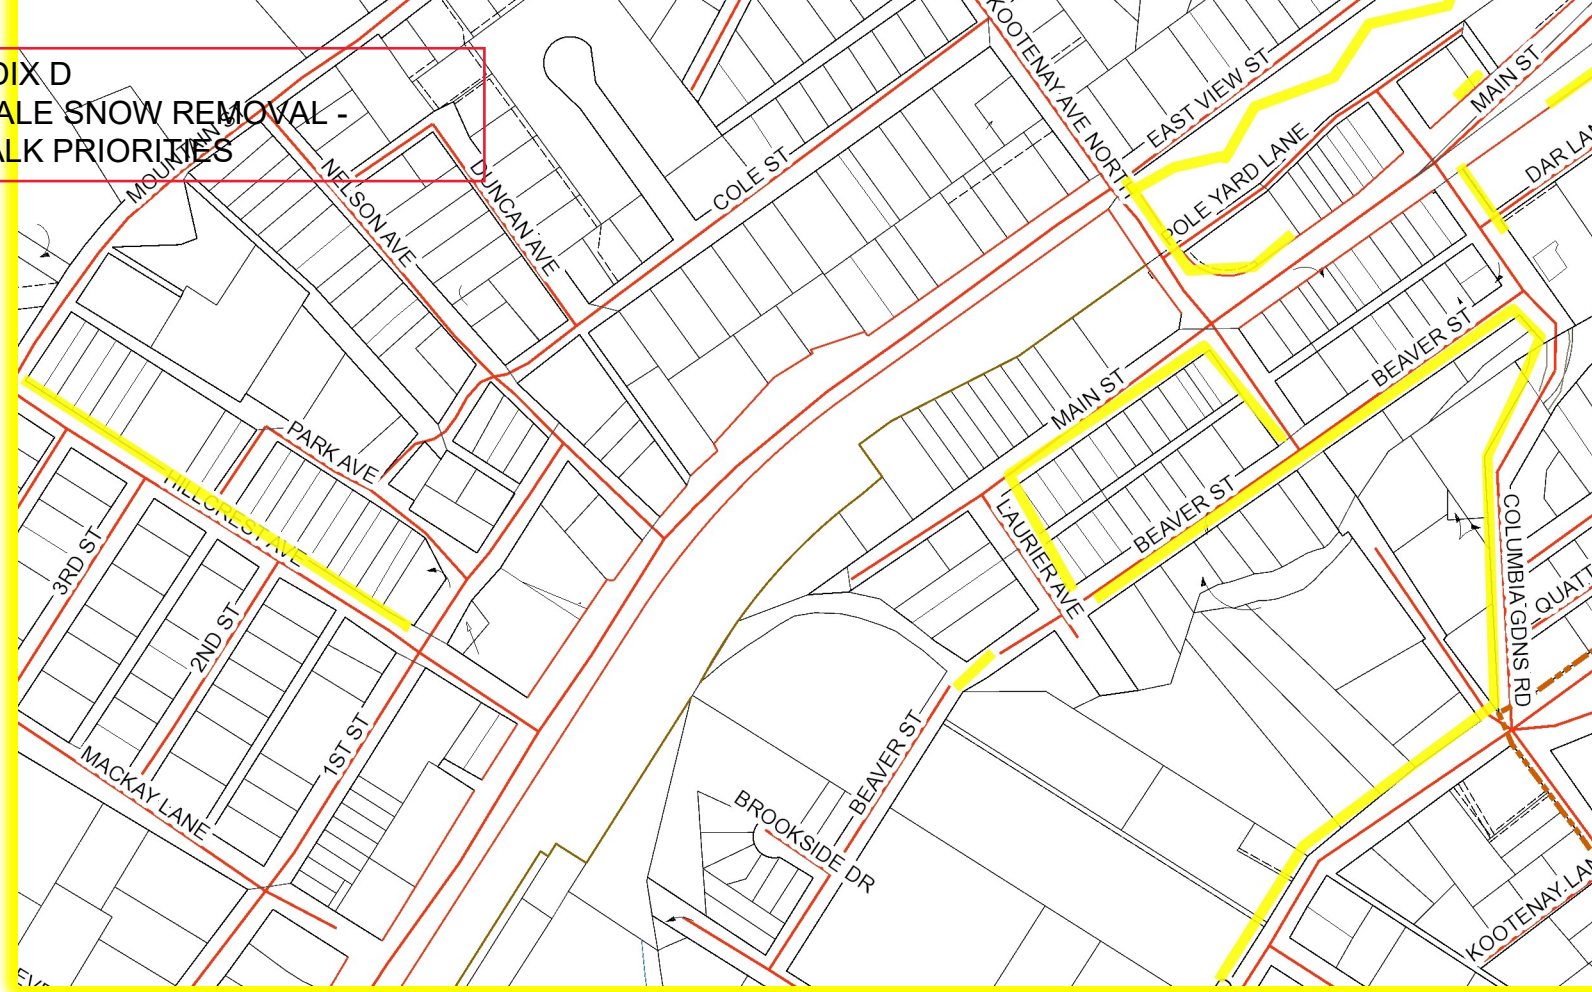 DIX D
ALE SNOW REMOVAL -
ALK PRIORITIES
KOOTENAY AVE NORTH
EAST VIEW ST
MAIN ST
POLE YARD LANE
DAR LAN
MOUNTAIN ST
NELSON AVE
DUNCAN AVE
COLE ST
BEAVER ST
MAIN ST
PARK AVE
HILLCREST AVE
BEAVER ST
LAURIER AVE
COLUMBIA GDNS RD
QUATT
3RD ST
2ND ST
1ST ST
MACKAY LANE
BEAVER ST
BROOKSIDE DR
KOOTENAY LAN